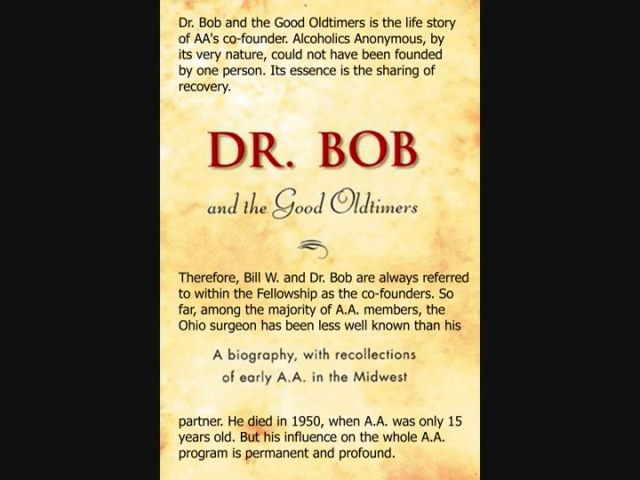 Dr. Bob and the Good Oldtimers is the life story
of AA's co-founder. Alcoholics Anonymous, by
its very nature, could not have been founded
by one person. Its essence is the sharing of
recovery.
DR. BOB
and the Good Oldtimers
Therefore, Bill W. and Dr. Bob are always referred
to within the Fellowship as the co-founders. So
far, among the majority of A.A. members, the
Ohio surgeon has been less well known than his
A biography, with recollections
of early A.A. in the Midwest
partner. He died in 1950, when A.A. was only 15
years old. But his influence on the whole A.A.
program is permanent and profound.